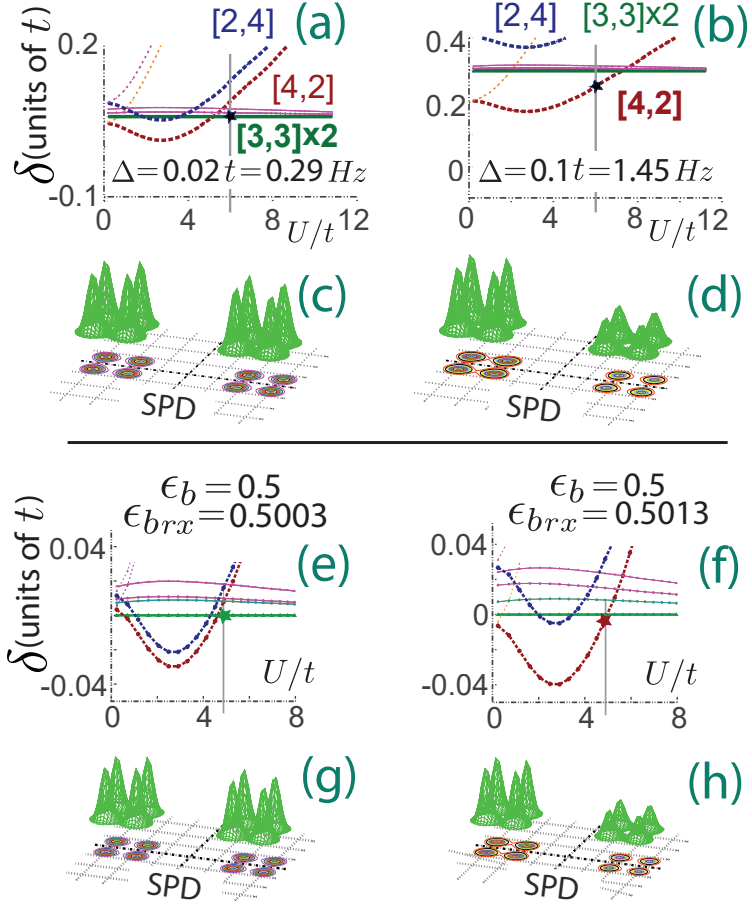 (a)
[2,4]
0.2
[4,2]
[3,3]x2
Δ=0.02 t=0.29 Hz
-0.1
0 4 8 12
U/t
δ(units of t)
(b)
[2,4]
[3,3]x2
0.4
0.2
[4,2]
0
Δ=0.1t=1.45 Hz
0 4 8 12
U/t
(c)
SPD
(d)
SPD
ϵb=0.5
ϵbrx=0.5003
(e)
0.04
-0.04
0 4 8
U/t
δ(units of t)
ϵb=0.5
ϵbrx=0.5013
(f)
0.04
0
-0.04
0 4 8
U/t
(g)
SPD
(h)
SPD